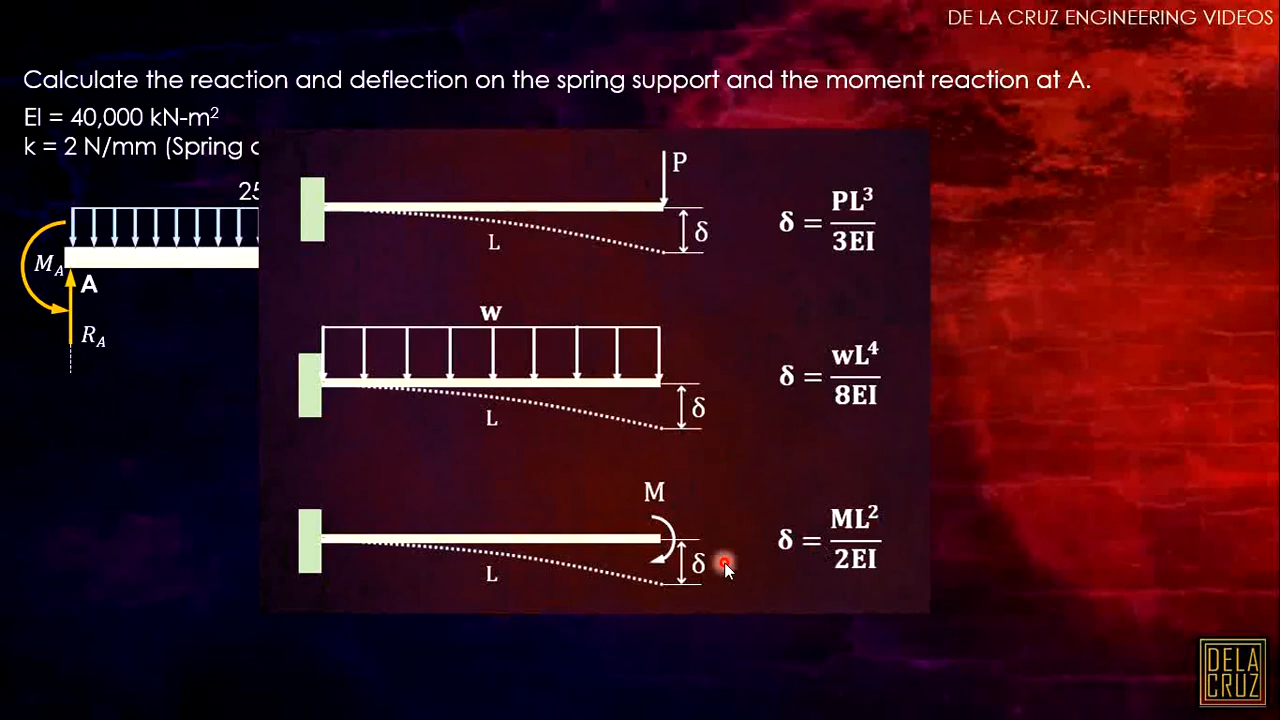 DE LA CRUZ ENGINEERING VIDEOS
Calculate the reaction and deflection on the spring support and the moment reaction at A.
EI = 40,000 kN-m²
k = 2 N/mm (Spring
25
M_A
A
R_A
P
L
δ
δ = PL³/3EI
w
L
δ
δ = wL⁴/8EI
M
L
δ
δ = ML²/2EI
DELA
CRUZ